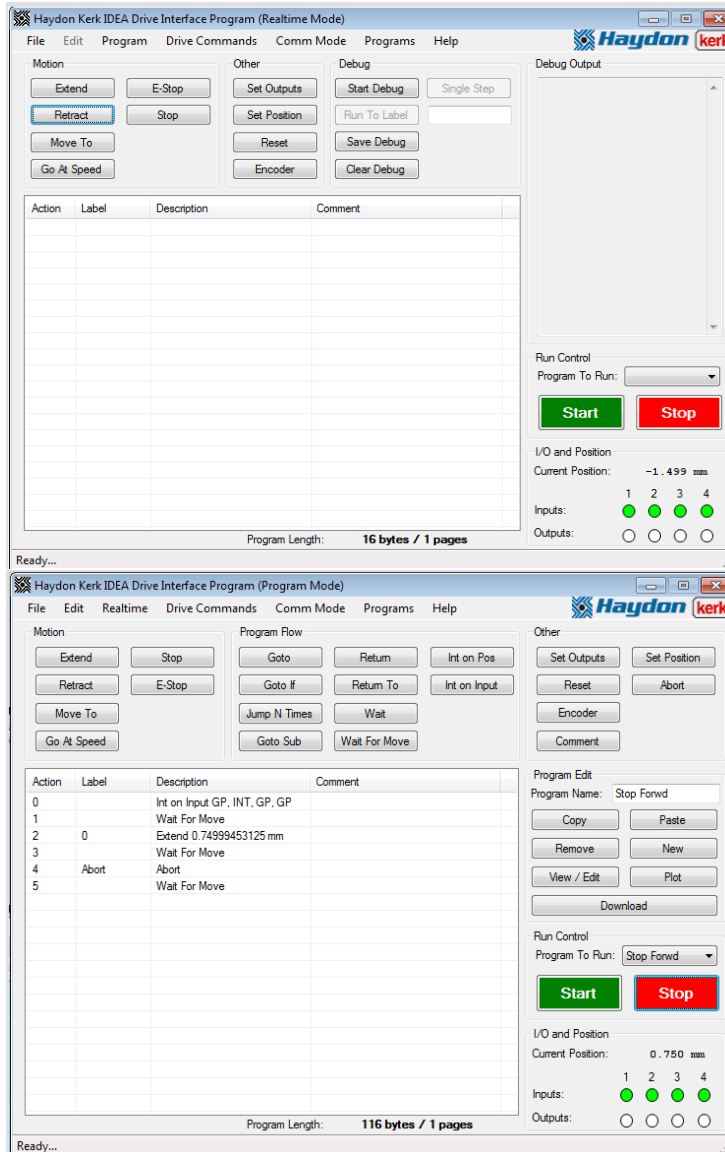 Haydon Kerk IDEA Drive Interface Program (Realtime Mode)
File Edit Program Drive Commands Comm Mode Programs Help
Haydon kerk
Motion Other Debug Debug Output
Extend E-Stop Set Outputs Start Debug Single Step
Retract Stop Set Position Run To Label
Move To Reset Save Debug
Go At Speed Encoder Clear Debug
Action Label Description Comment
Run Control
Program To Run:
Start Stop
I/O and Position
Current Position: -1.499 mm
1 2 3 4
Inputs:
Outputs:
Program Length: 16 bytes / 1 pages
Ready...
Haydon Kerk IDEA Drive Interface Program (Program Mode)
File Edit Realtime Drive Commands Comm Mode Programs Help
Haydon kerk
Motion Program Flow Other
Extend Stop Goto Return Int on Pos Set Outputs Set Position
Retract E-Stop Goto If Return To Int on Input Reset Abort
Move To Jump N Times Wait Encoder
Go At Speed Goto Sub Wait For Move Comment
Action Label Description Comment
0 Int on Input GP, INT, GP, GP
1 Wait For Move
2 0 Extend 0.74999453125 mm
3 Wait For Move
4 Abort Abort
5 Wait For Move
Program Edit
Program Name: Stop Forwd
Copy Paste
Remove New
View / Edit Plot
Download
Run Control
Program To Run: Stop Forwd
Start Stop
I/O and Position
Current Position: 0.750 mm
1 2 3 4
Inputs:
Outputs:
Program Length: 116 bytes / 1 pages
Ready...